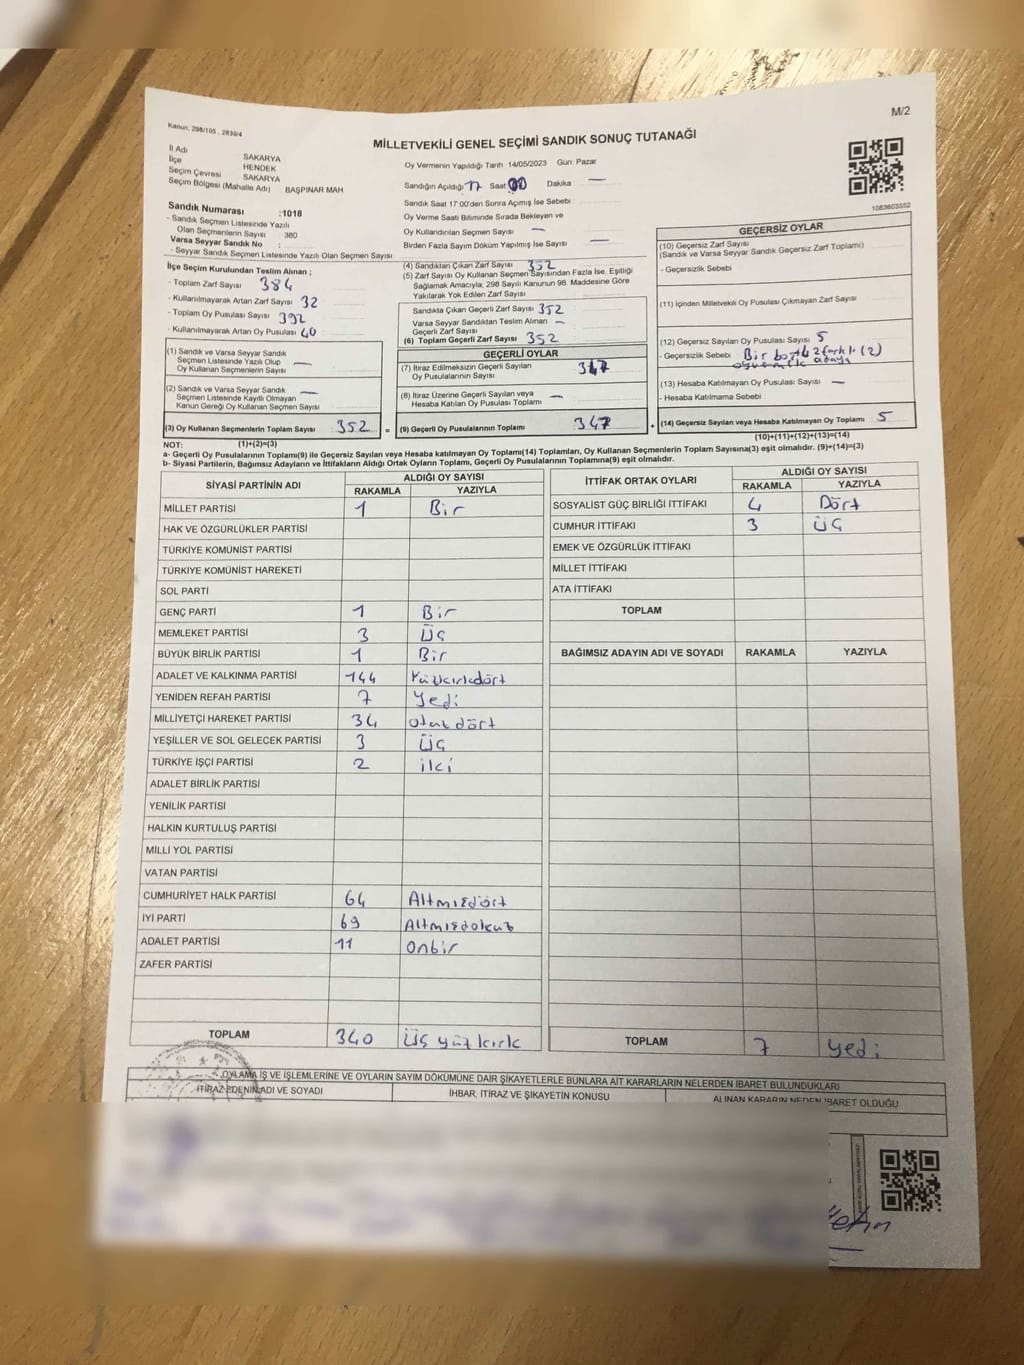 Kanun, 298/105 , 2839/4
M/2
MİLLETVEKİLİ GENEL SEÇİMİ SANDIK SONUÇ TUTANAĞI
İl Adı SAKARYA
İlçe HENDEK
Seçim Çevresi SAKARYA
Seçim Bölgesi (Mahalle Adı) BAŞPINAR MAH
Sandık Numarası :1018
- Sandık Seçmen Listesinde Yazılı
Olan Seçmenlerin Sayısı 380
Varsa Seyyar Sandık No :
- Seyyar Sandık Seçmen Listesinde Yazılı Olan Seçmen Sayısı
Oy Vermenin Yapıldığı Tarih 14/05/2023 Gün: Pazar
Sandığın Açıldığı 17 Saat 00 Dakika —
Sandık Saat 17:00'den Sonra Açımış İse Sebebi
Oy Verme Saati Bitiminde Sırada Bekleyen ve
Oy Kullandırılan Seçmen Sayısı —
Birden Fazla Sayım Döküm Yapılmış İse Sayısı —
1083603552
İlçe Seçim Kurulundan Teslim Alınan ;
- Toplam Zarf Sayısı 384
- Kullanılmayarak Artan Zarf Sayısı 32
- Toplam Oy Pusulası Sayısı 392
- Kullanılmayarak Artan Oy Pusulası 40
(4) Sandıktan Çıkan Zarf Sayısı 352
(5) Zarf Sayısı Oy Kullanan Seçmen Sayısından Fazla İse, Eşitliği
Sağlamak Amacıyla, 298 Sayılı Kanunun 98. Maddesine Göre
Yakılarak Yok Edilen Zarf Sayısı
Sandıkta Çıkan Geçerli Zarf Sayısı 352
Varsa Seyyar Sandıktan Teslim Alınan —
Geçerli Zarf Sayısı
(6) Toplam Geçerli Zarf Sayısı 352
GEÇERSİZ OYLAR
(10) Geçersiz Zarf Sayısı
(Sandık ve Varsa Seyyar Sandık Geçersiz Zarf Toplamı)
- Geçersizlik Sebebi
(11) İçinden Milletvekili Oy Pusulası Çıkmayan Zarf Sayısı
(12) Geçersiz Sayılan Oy Pusulası Sayısı 5
- Geçersizlik Sebebi Bir 2 farklı (2)
(13) Hesaba Katılmayan Oy Pusulası Sayısı —
- Hesaba Katılmama Sebebi
(14) Geçersiz Sayılan veya Hesaba Katılmayan Oy Toplamı 5
(1) Sandık ve Varsa Seyyar Sandık
Seçmen Listesinde Yazılı Olup —
Oy Kullanan Seçmenlerin Sayısı
(2) Sandık ve Varsa Seyyar Sandık
Seçmen Listesinde Kayıtlı Olmayan —
Kanun Gereği Oy Kullanan Seçmen Sayısı
(3) Oy Kullanan Seçmenlerin Toplam Sayısı 352 =
GEÇERLİ OYLAR
(7) İtiraz Edilmeksizin Geçerli Sayılan
Oy Pusulalarının Sayısı 347
(8) İtiraz Üzerine Geçerli Sayılan veya
Hesaba Katılan Oy Pusulası Toplamı —
(9) Geçerli Oy Pusulalarının Toplamı 347 +
NOT: (1)+(2)=(3) (10)+(11)+(12)+(13)=(14)
a- Geçerli Oy Pusulalarının Toplamı(9) ile Geçersiz Sayılan veya Hesaba katılmayan Oy Toplamı(14) Toplamları, Oy Kullanan Seçmenlerin Toplam Sayısına(3) eşit olmalıdır. (9)+(14)=(3)
b- Siyasi Partilerin, Bağımsız Adayların ve İttifakların Aldığı Ortak Oyların Toplamı, Geçerli Oy Pusulalarının Toplamına(9) eşit olmalıdır.
SİYASİ PARTİNİN ADI ALDIĞI OY SAYISI
RAKAMLA YAZIYLA
MİLLET PARTİSİ 1 Bir
HAK VE ÖZGÜRLÜKLER PARTİSİ
TÜRKİYE KOMÜNİST PARTİSİ
TÜRKİYE KOMÜNİST HAREKETİ
SOL PARTİ
GENÇ PARTİ 1 Bir
MEMLEKET PARTİSİ 3 Üç
BÜYÜK BİRLİK PARTİSİ 1 Bir
ADALET VE KALKINMA PARTİSİ 144 Yüzkırkdört
YENİDEN REFAH PARTİSİ 7 Yedi
MİLLİYETÇİ HAREKET PARTİSİ 34 otuzdört
YEŞİLLER VE SOL GELECEK PARTİSİ 3 Üç
TÜRKİYE İŞÇİ PARTİSİ 2 iki
ADALET BİRLİK PARTİSİ
YENİLİK PARTİSİ
HALKIN KURTULUŞ PARTİSİ
MİLLİ YOL PARTİSİ
VATAN PARTİSİ
CUMHURİYET HALK PARTİSİ 64 Altmışdört
İYİ PARTİ 69 Altmışdokuz
ADALET PARTİSİ 11 Onbir
ZAFER PARTİSİ
TOPLAM 340 Üç yüz kırk
İTTİFAK ORTAK OYLARI ALDIĞI OY SAYISI
RAKAMLA YAZIYLA
SOSYALİST GÜÇ BİRLİĞİ İTTİFAKI 4 Dört
CUMHUR İTTİFAKI 3 Üç
EMEK VE ÖZGÜRLÜK İTTİFAKI
MİLLET İTTİFAKI
ATA İTTİFAKI
TOPLAM
BAĞIMSIZ ADAYIN ADI VE SOYADI RAKAMLA YAZIYLA
TOPLAM 7 Yedi
OYLAMA İŞ VE İŞLEMLERİNE VE OYLARIN SAYIM DÖKÜMÜNE DAİR ŞİKAYETLERLE BUNLARA AİT KARARLARIN NELERDEN İBARET BULUNDUKLARI
İTİRAZ EDENİN ADI VE SOYADI İHBAR, İTİRAZ VE ŞİKAYETİN KONUSU ALINAN KARARIN NEDEN İBARET OLDUĞU